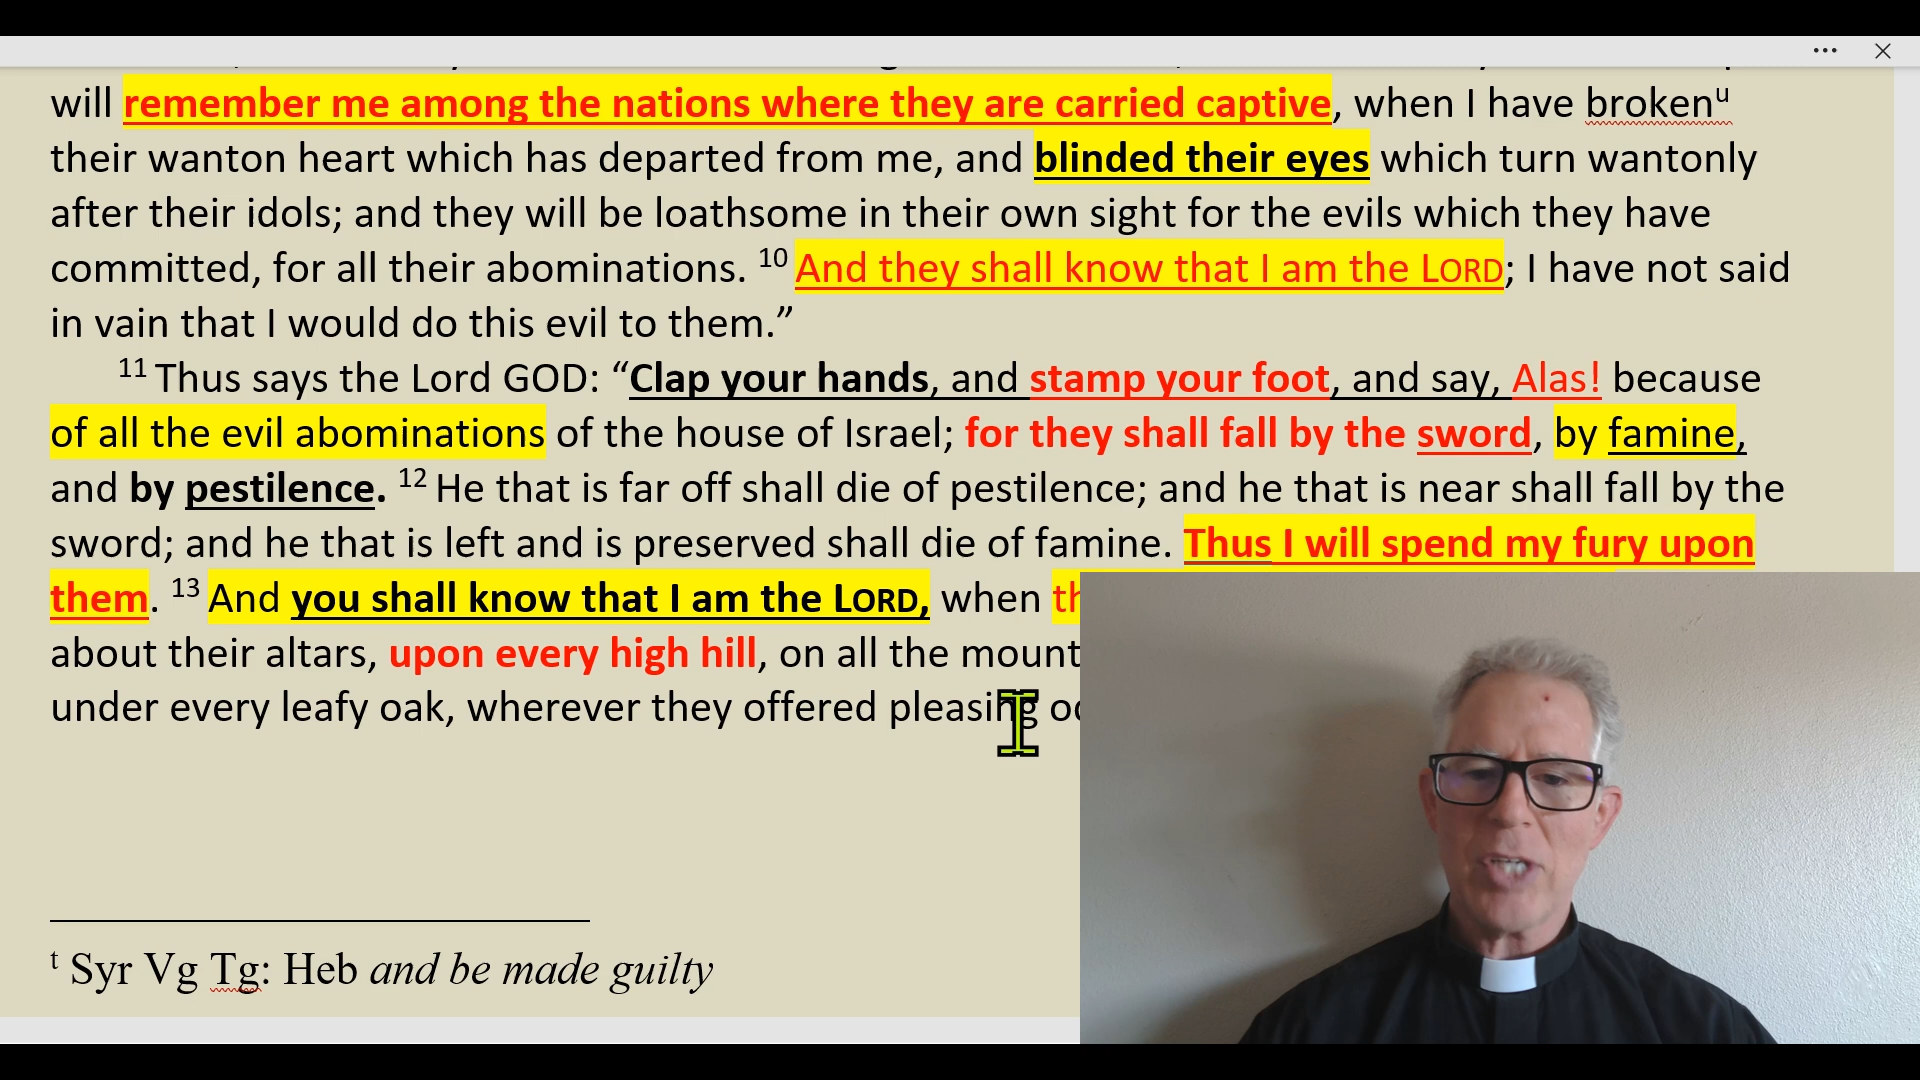 will remember me among the nations where they are carried captive, when I have brokenᵘ
their wanton heart which has departed from me, and blinded their eyes which turn wantonly
after their idols; and they will be loathsome in their own sight for the evils which they have
committed, for all their abominations. ¹⁰ And they shall know that I am the LORD; I have not said
in vain that I would do this evil to them.”
¹¹ Thus says the Lord GOD: “Clap your hands, and stamp your foot, and say, Alas! because
of all the evil abominations of the house of Israel; for they shall fall by the sword, by famine,
and by pestilence. ¹² He that is far off shall die of pestilence; and he that is near shall fall by the
sword; and he that is left and is preserved shall die of famine. Thus I will spend my fury upon
them. ¹³ And you shall know that I am the LORD, when
about their altars, upon every high hill, on all the
under every leafy oak, wherever they offered pleasing
ᵗ Syr Vg Tg: Heb and be made guilty